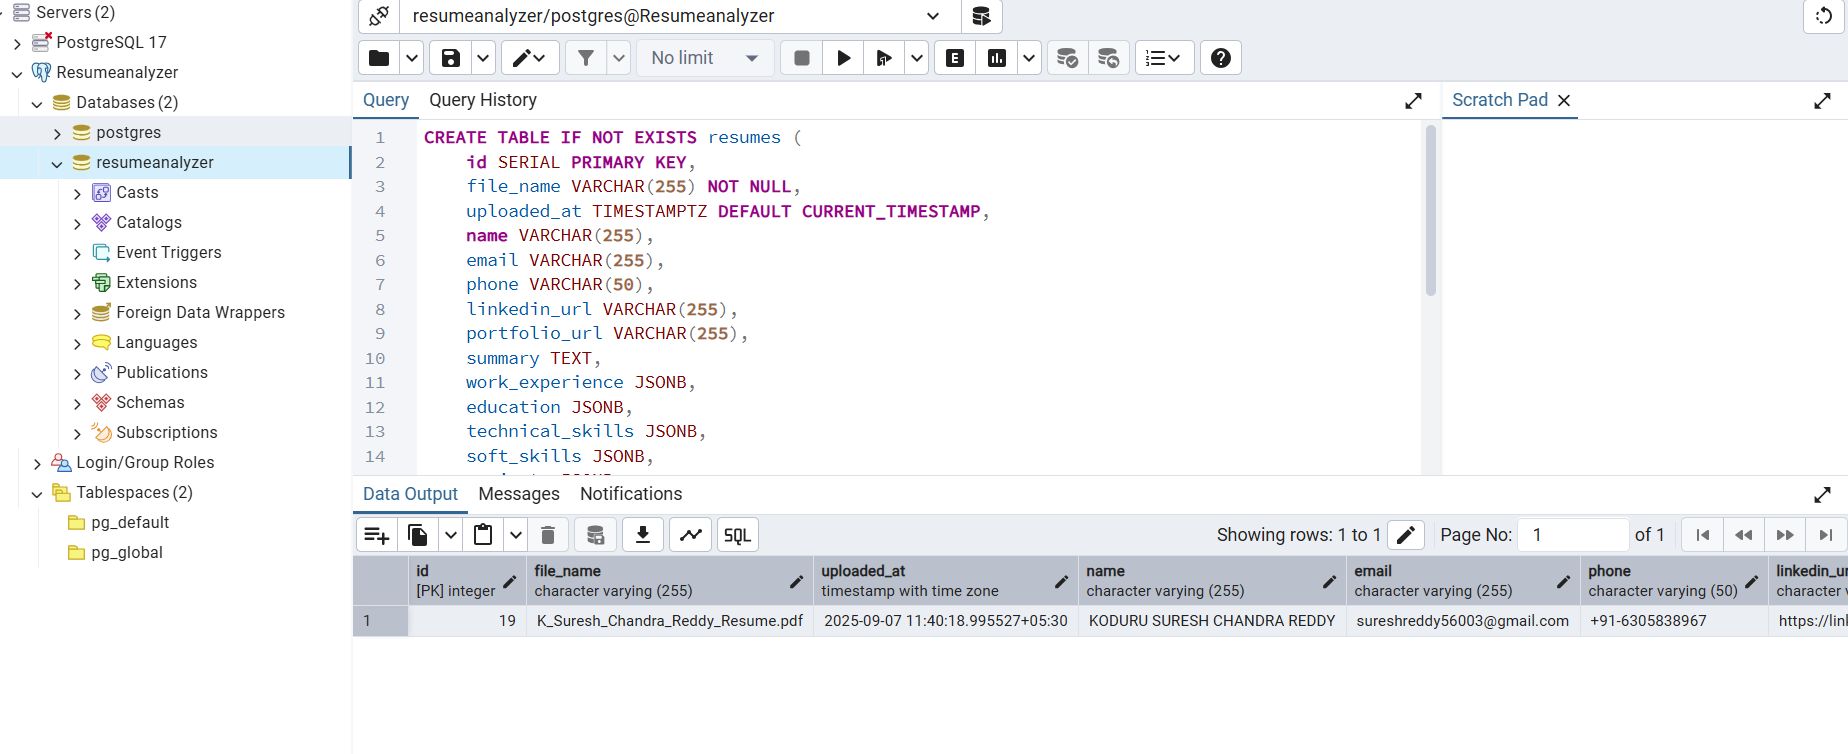 Servers (2)
PostgreSQL 17
Resumeanalyzer
Databases (2)
postgres
resumeanalyzer
Casts
Catalogs
Event Triggers
Extensions
Foreign Data Wrappers
Languages
Publications
Schemas
Subscriptions
Login/Group Roles
Tablespaces (2)
pg_default
pg_global
resumeanalyzer/postgres@Resumeanalyzer
No limit
E
Query Query History
Scratch Pad
1 CREATE TABLE IF NOT EXISTS resumes (
2 id SERIAL PRIMARY KEY,
3 file_name VARCHAR(255) NOT NULL,
4 uploaded_at TIMESTAMPTZ DEFAULT CURRENT_TIMESTAMP,
5 name VARCHAR(255),
6 email VARCHAR(255),
7 phone VARCHAR(50),
8 linkedin_url VARCHAR(255),
9 portfolio_url VARCHAR(255),
10 summary TEXT,
11 work_experience JSONB,
12 education JSONB,
13 technical_skills JSONB,
14 soft_skills JSONB,
Data Output Messages Notifications
SQL
Showing rows: 1 to 1
Page No: 1 of 1
id file_name uploaded_at name email phone linkedin_ur
[PK] integer character varying (255) timestamp with time zone character varying (255) character varying (255) character varying (50) character v
1 19 K_Suresh_Chandra_Reddy_Resume.pdf 2025-09-07 11:40:18.995527+05:30 KODURU SURESH CHANDRA REDDY sureshreddy56003@gmail.com +91-6305838967 https://link